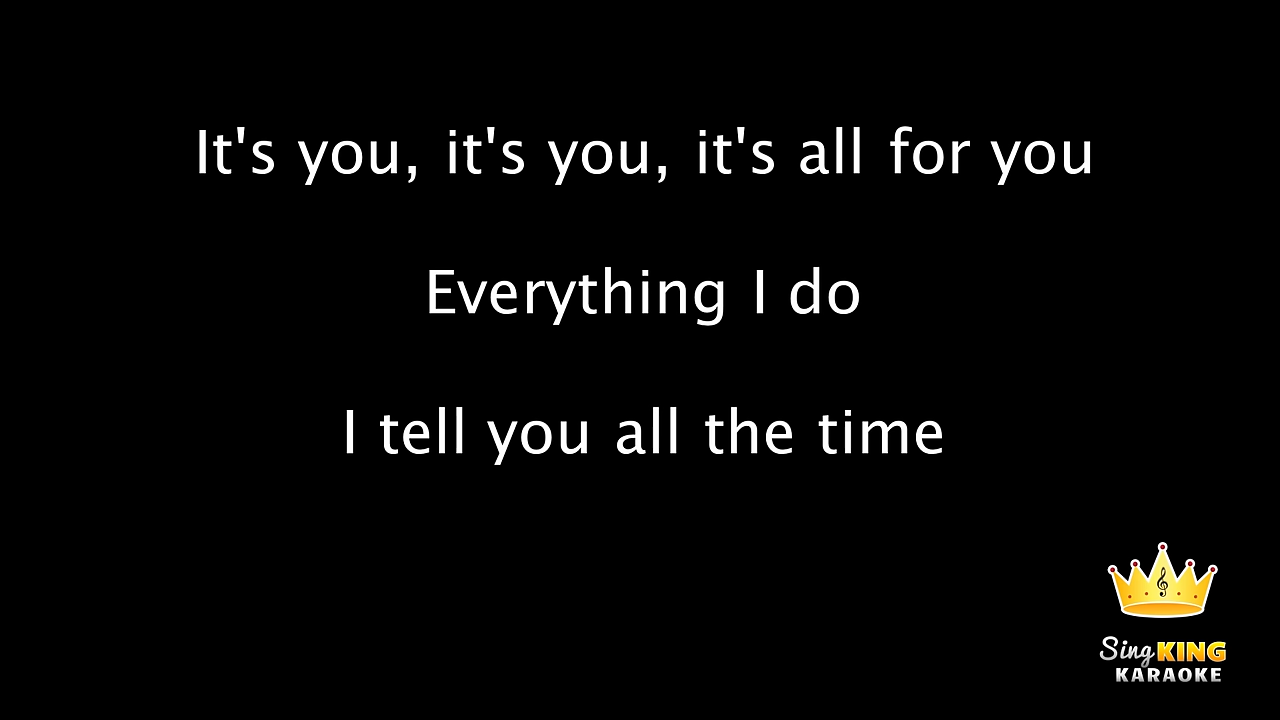 It's you, it's you, it's all for you
Everything I do
I tell you all the time
Sing KING
KARAOKE